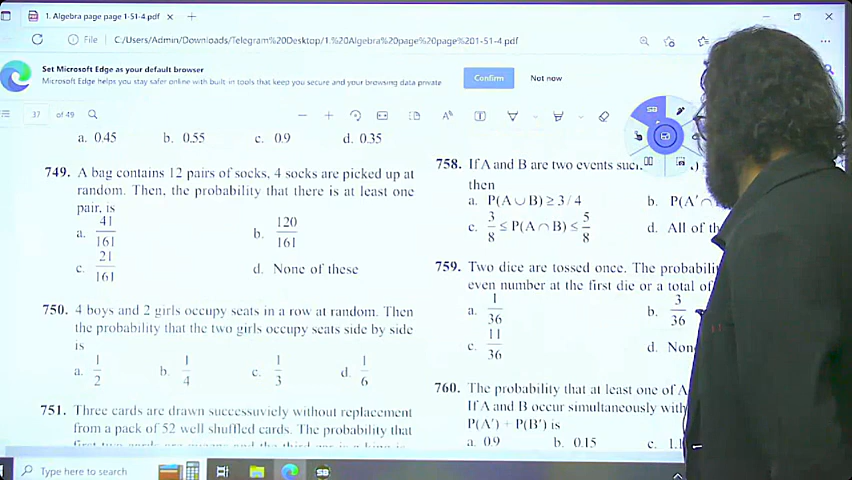 1. Algebra page page 1-51-4.pdf
File
C:/Users/Admin/Downloads/Telegram%20Desktop/1.%20Algebra%20page%20page%201-51-4.pdf
Set Microsoft Edge as your default browser
Microsoft Edge helps you stay safer online with built-in tools that keep you secure and your browsing data private
Confirm
Not now
37 of 49
a. 0.45 b. 0.55 c. 0.9 d. 0.35
749. A bag contains 12 pairs of socks, 4 socks are picked up at
random. Then, the probability that there is at least one
pair, is
a. 41/161 b. 120/161
c. 21/161 d. None of these
750. 4 boys and 2 girls occupy seats in a row at random. Then
the probability that the two girls occupy seats side by side
is
a. 1/2 b. 1/4 c. 1/3 d. 1/6
751. Three cards are drawn successuviely without replacement
from a pack of 52 well shuffled cards. The probability that
758. If A and B are two events
then
a. P(A ∪ B) ≥ 3/4 b. P(A′ ∩
c. 3/8 ≤ P(A ∩ B) ≤ 5/8 d. All of
759. Two dice are tossed once. The
even number at the first die or a total of
a. 1/36 b. 3/36
c. 11/36 d.
760. The probability that at least one of A
If A and B occur simultaneously with
P(A′) + P(B′) is
a. 0.9 b. 0.15 c.
Type here to search
SB
SB